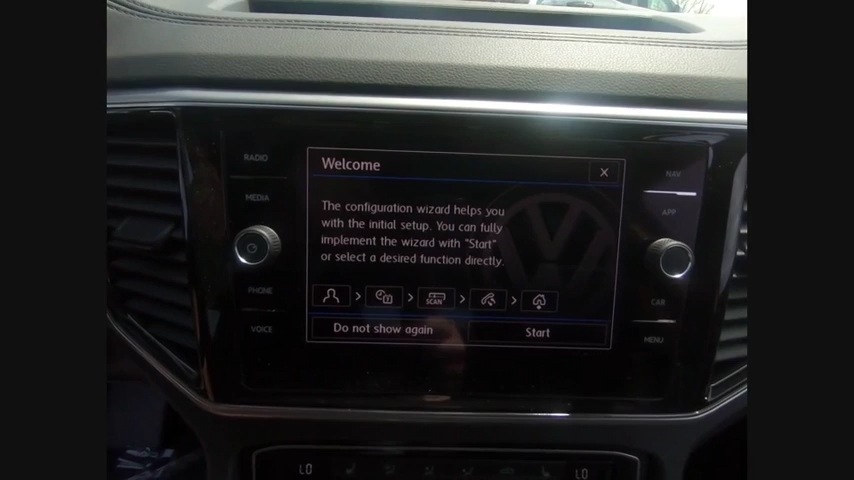 RADIO
MEDIA
PHONE
VOICE
Welcome
X
The configuration wizard helps you
with the initial setup. You can fully
implement the wizard with "Start"
or select a desired function directly.
SCAN
Do not show again
Start
NAV
APP
CAR
MENU
LO
LO